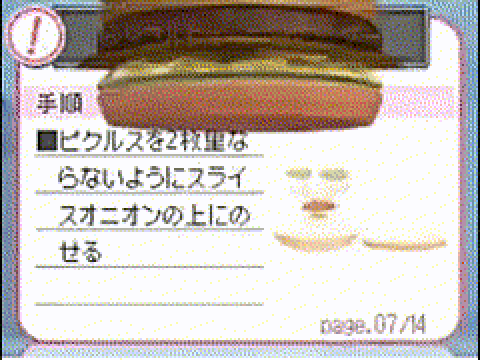 手順
■ピクルスを2枚重な
らないようにスライ
スオニオンの上にの
せる
page.07/14